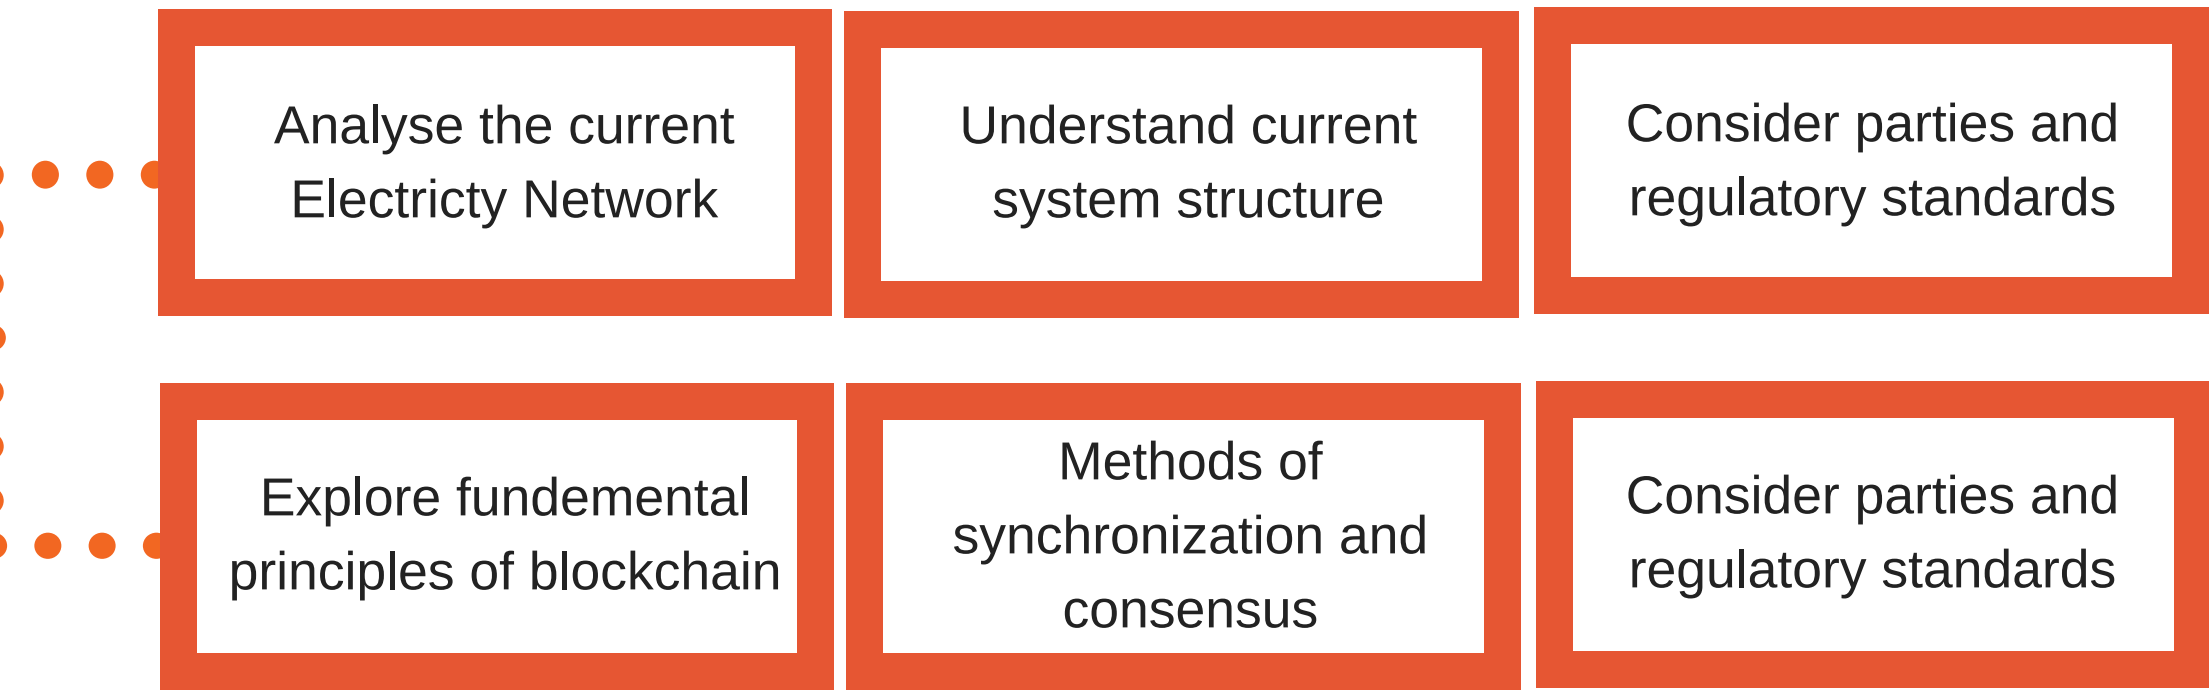 Analyse the current
Electricty Network
Understand current
system structure
Consider parties and
regulatory standards
Explore fundemental
principles of blockchain
Methods of
synchronization and
consensus
Consider parties and
regulatory standards